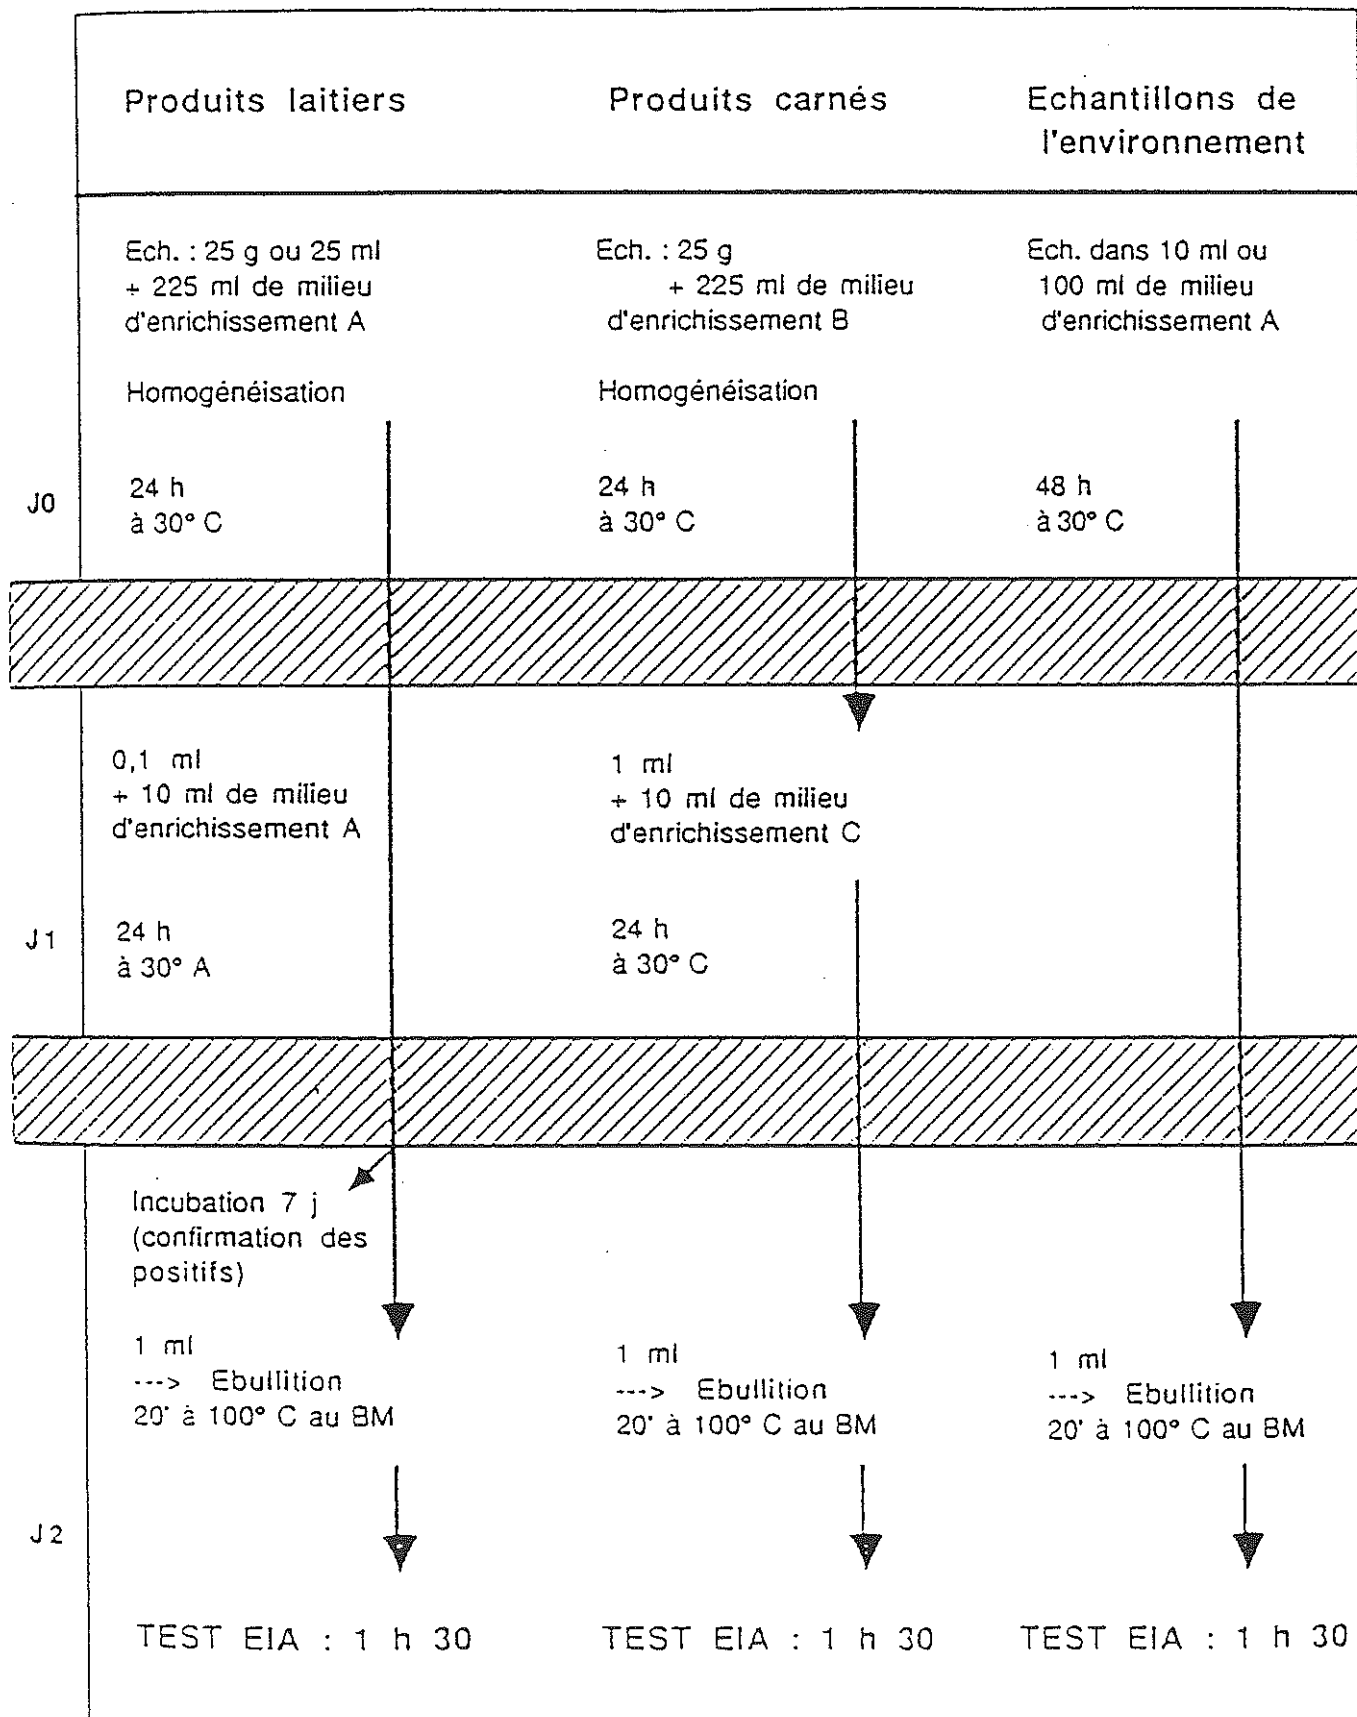 Produits laitiers
Produits carnés
Echantillons de
l'environnement
Ech. : 25 g ou 25 ml
+ 225 ml de milieu
d'enrichissement A
Homogénéisation
24 h
à 30° C
Ech. : 25 g
+ 225 ml de milieu
d'enrichissement B
Homogénéisation
24 h
à 30° C
Ech. dans 10 ml ou
100 ml de milieu
d'enrichissement A
48 h
à 30° C
J0
0,1 ml
+ 10 ml de milieu
d'enrichissement A
24 h
à 30° A
1 ml
+ 10 ml de milieu
d'enrichissement C
24 h
à 30° C
J1
Incubation 7 j
(confirmation des
positifs)
1 ml
---> Ebullition
20' à 100° C au BM
1 ml
---> Ebullition
20' à 100° C au BM
1 ml
---> Ebullition
20' à 100° C au BM
J2
TEST EIA : 1 h 30
TEST EIA : 1 h 30
TEST EIA : 1 h 30